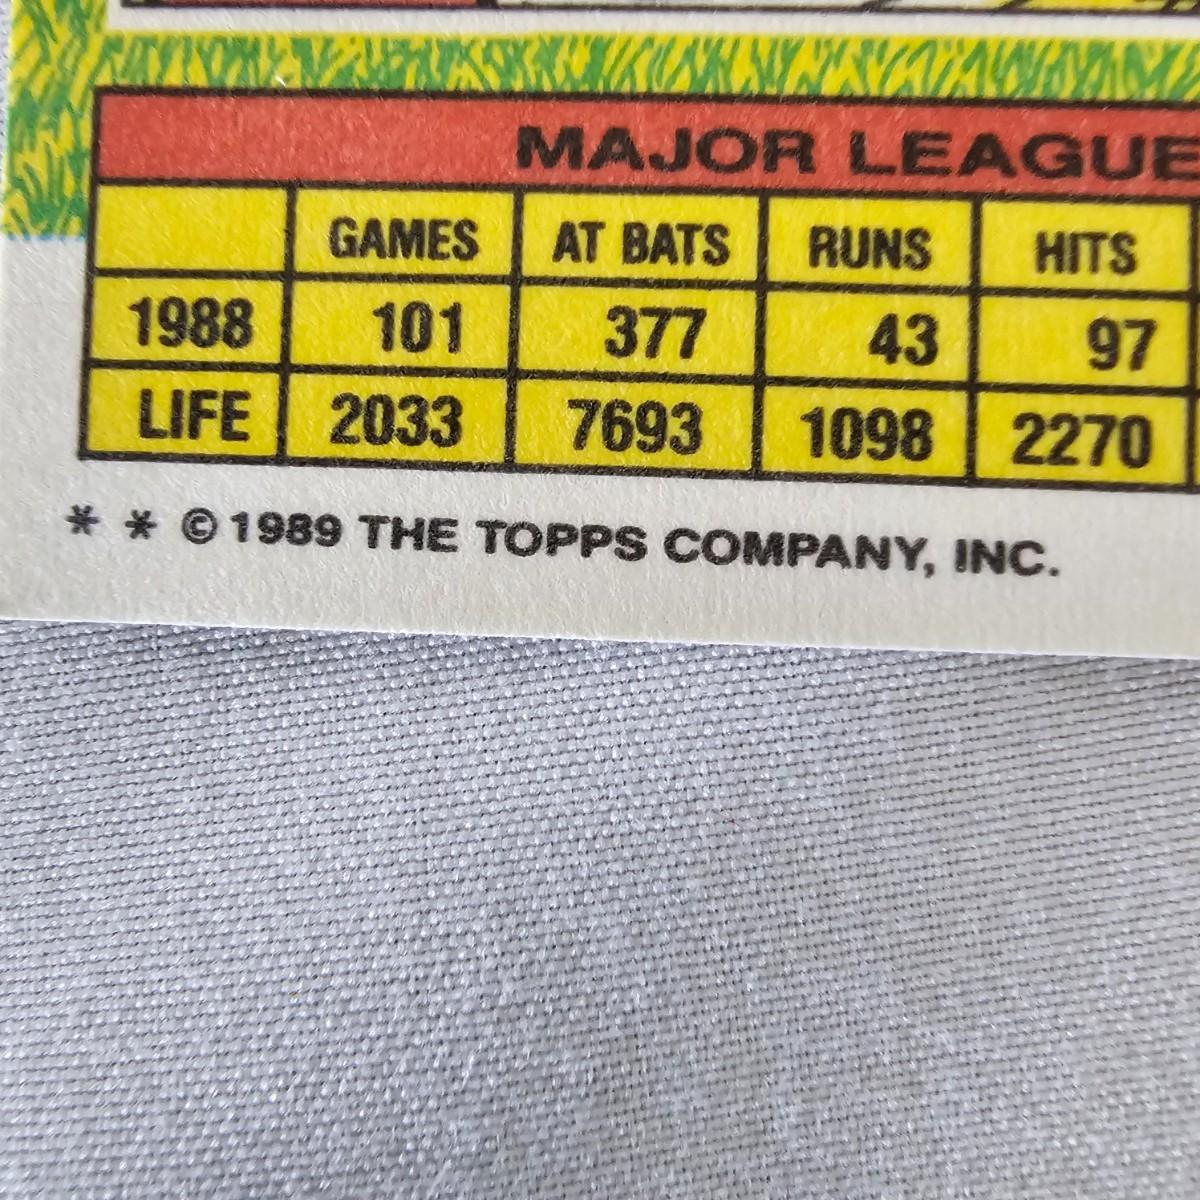 MAJOR LEAGUE
GAMES AT BATS RUNS HITS
1988 101 377 43 97
LIFE 2033 7693 1098 2270
* * © 1989 THE TOPPS COMPANY, INC.